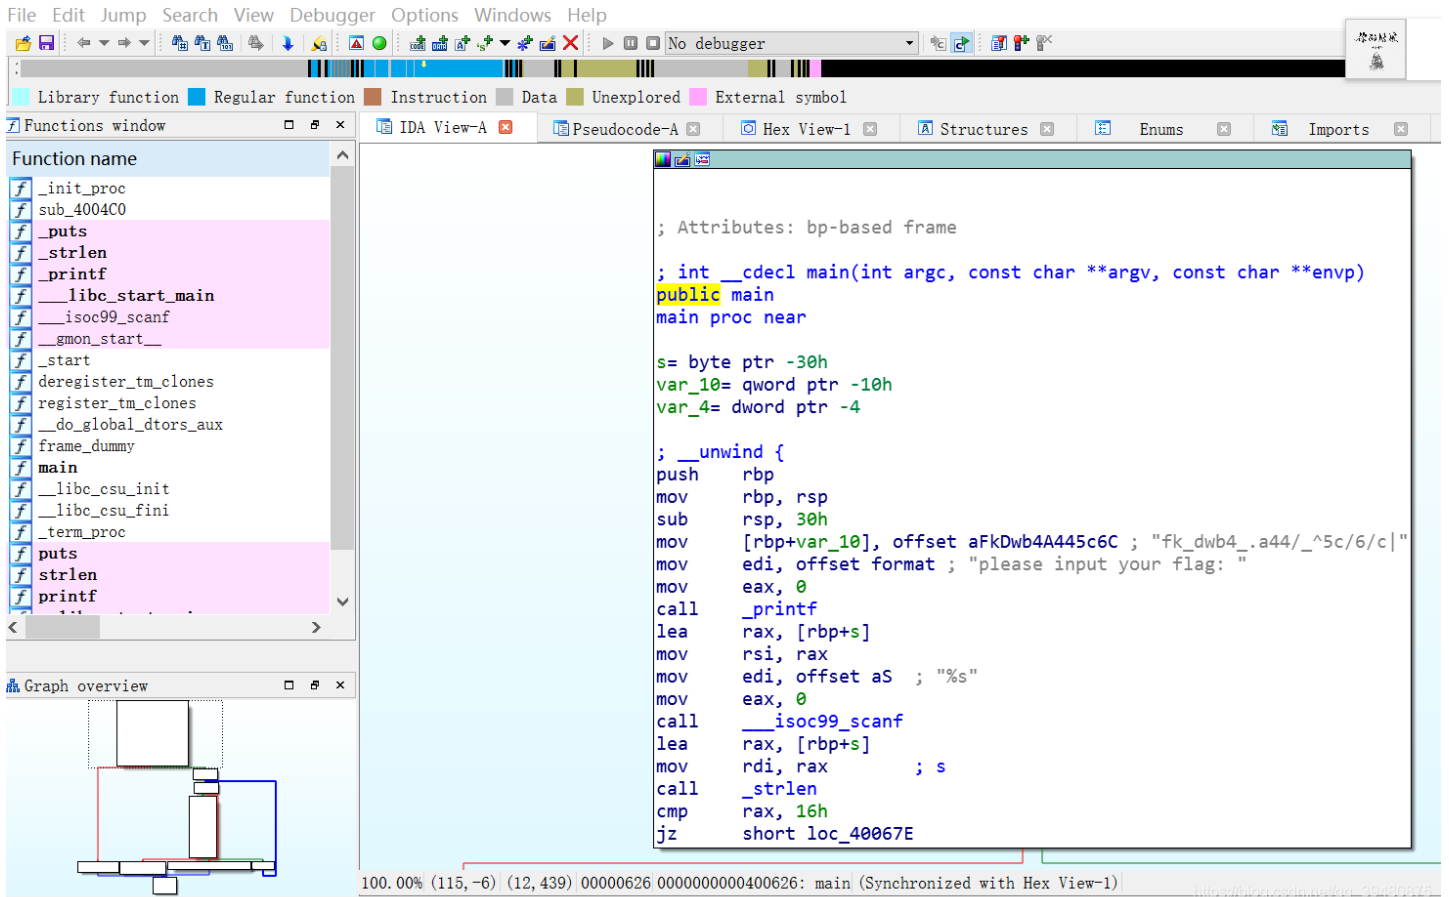 File Edit Jump Search View Debugger Options Windows Help
No debugger
Library function Regular function Instruction Data Unexplored External symbol
Functions window
IDA View-A Pseudocode-A Hex View-1 Structures Enums Imports
Function name
_init_proc
sub_4004C0
_puts
_strlen
_printf
___libc_start_main
___isoc99_scanf
__gmon_start__
_start
deregister_tm_clones
register_tm_clones
__do_global_dtors_aux
frame_dummy
main
__libc_csu_init
__libc_csu_fini
_term_proc
puts
strlen
printf
Graph overview
; Attributes: bp-based frame
; int __cdecl main(int argc, const char **argv, const char **envp)
public main
main proc near
s= byte ptr -30h
var_10= qword ptr -10h
var_4= dword ptr -4
; __unwind {
push rbp
mov rbp, rsp
sub rsp, 30h
mov [rbp+var_10], offset aFkDwb4A445c6C ; "fk_dwb4_.a44/_^5c/6/c|"
mov edi, offset format ; "please input your flag: "
mov eax, 0
call _printf
lea rax, [rbp+s]
mov rsi, rax
mov edi, offset aS ; "%s"
mov eax, 0
call ___isoc99_scanf
lea rax, [rbp+s]
mov rdi, rax ; s
call _strlen
cmp rax, 16h
jz short loc_40067E
100.00% (115,-6) (12,439) 00000626 0000000000400626: main (Synchronized with Hex View-1)
https://blog.csdn.net/qq_39480875